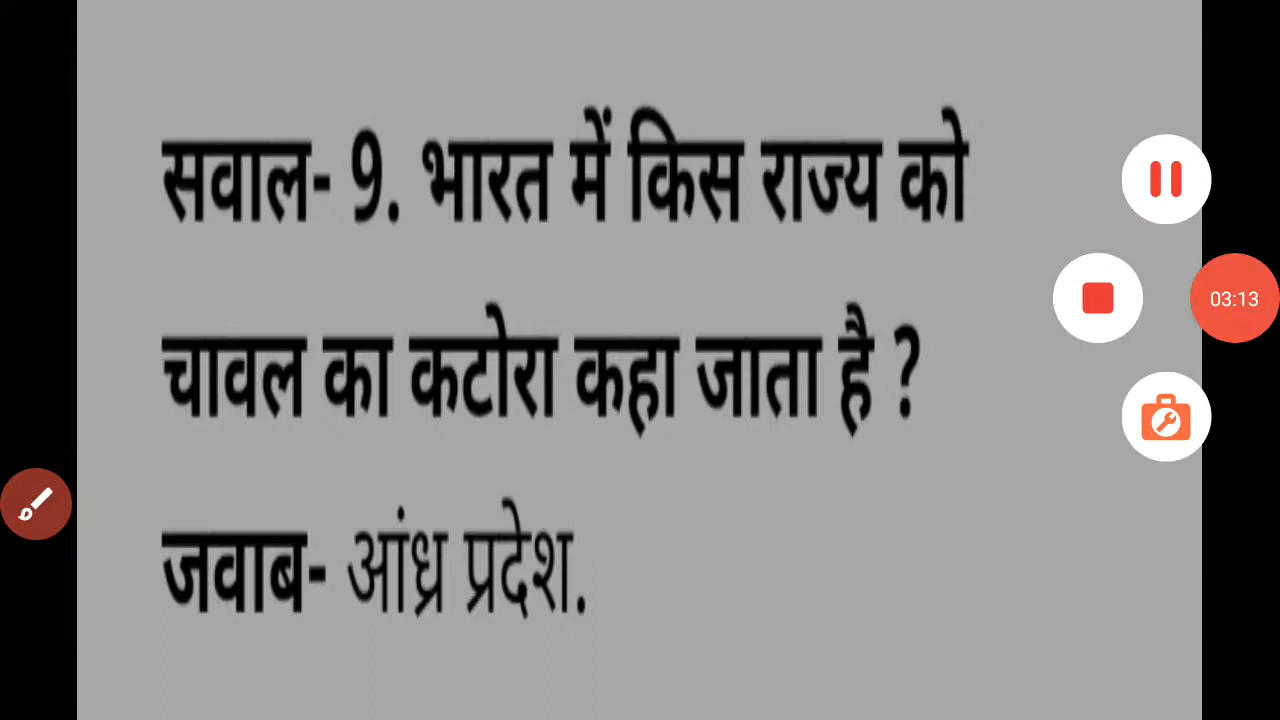 सवाल- 9. भारत में किस राज्य को
चावल का कटोरा कहा जाता है ?
जवाब- आंध्र प्रदेश.
03:13